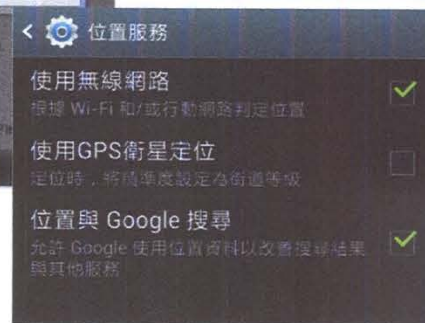 位置服務
使用無線網路
根據 Wi-Fi 和/或行動網路判定位置
使用GPS衛星定位
定位時，將精準度設定為街道等級
位置與 Google 搜尋
允許 Google 使用位置資料以改善搜尋結果
與其他服務